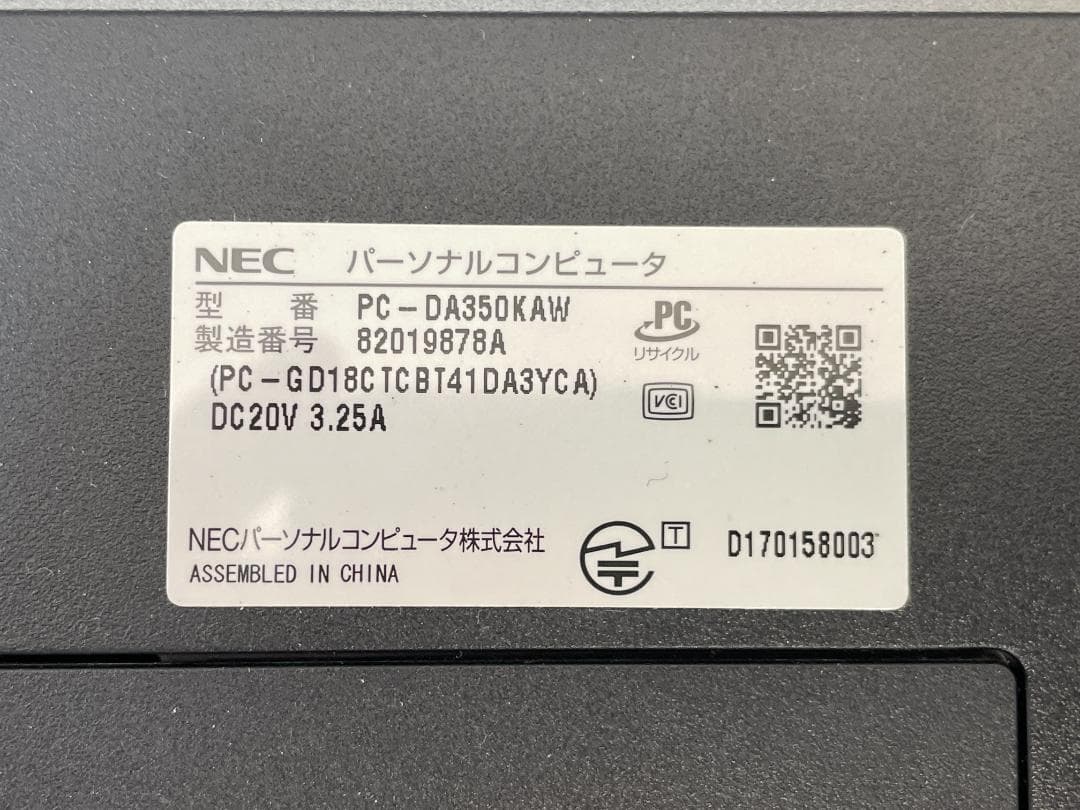 NEC パーソナルコンピュータ
型番 PC-DA350KAW
製造番号 82019878A
(PC-GD18CTCBT41DA3YCA)
DC20V 3.25A
PC
リサイクル
VCI
NECパーソナルコンピュータ株式会社
ASSEMBLED IN CHINA
T
D170158003